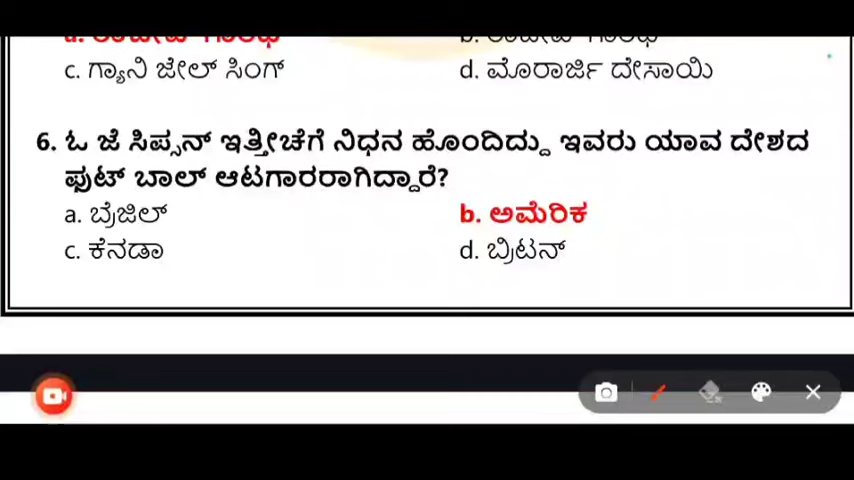 c. ಗ್ಯಾನಿ ಜೇಲ್ ಸಿಂಗ್ d. ಮೊರಾರ್ಜಿ ದೇಸಾಯಿ
6. ಓ ಜೆ ಸಿಪ್ಸನ್ ಇತ್ತೀಚೆಗೆ ನಿಧನ ಹೊಂದಿದ್ದು ಇವರು ಯಾವ ದೇಶದ
ಫುಟ್ ಬಾಲ್ ಆಟಗಾರರಾಗಿದ್ದಾರೆ?
a. ಬ್ರೆಜಿಲ್ b. ಅಮೆರಿಕ
c. ಕೆನಡಾ d. ಬ್ರಿಟನ್